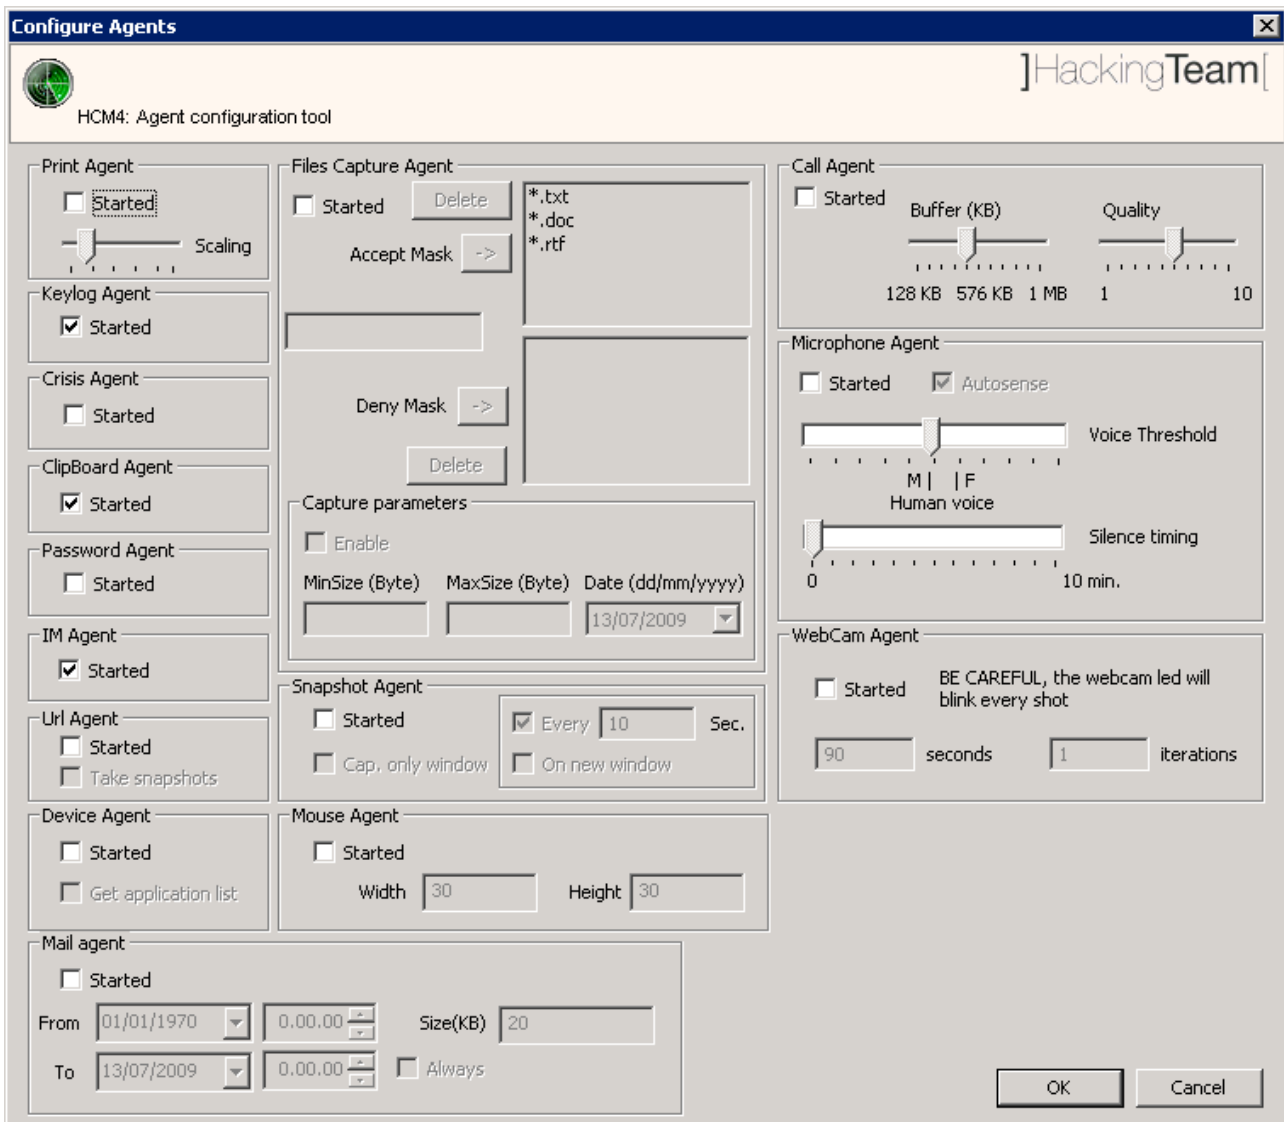 Configure Agents
]HackingTeam[
HCM4: Agent configuration tool
Print Agent
Started
Scaling
Keylog Agent
Started
Crisis Agent
Started
ClipBoard Agent
Started
Password Agent
Started
IM Agent
Started
Url Agent
Started
Take snapshots
Device Agent
Started
Get application list
Files Capture Agent
Started
Delete
*.txt
*.doc
*.rtf
Accept Mask
->
Deny Mask
->
Delete
Capture parameters
Enable
MinSize (Byte) MaxSize (Byte) Date (dd/mm/yyyy)
13/07/2009
Snapshot Agent
Started
Every 10 Sec.
Cap. only window
On new window
Mouse Agent
Started
Width 30 Height 30
Call Agent
Started
Buffer (KB)
Quality
128 KB 576 KB 1 MB
1 10
Microphone Agent
Started
Autosense
Voice Threshold
M| |F
Human voice
Silence timing
0 10 min.
WebCam Agent
Started
BE CAREFUL, the webcam led will
blink every shot
90 seconds 1 iterations
Mail agent
Started
From 01/01/1970 0.00.00 Size(KB) 20
To 13/07/2009 0.00.00 Always
OK
Cancel